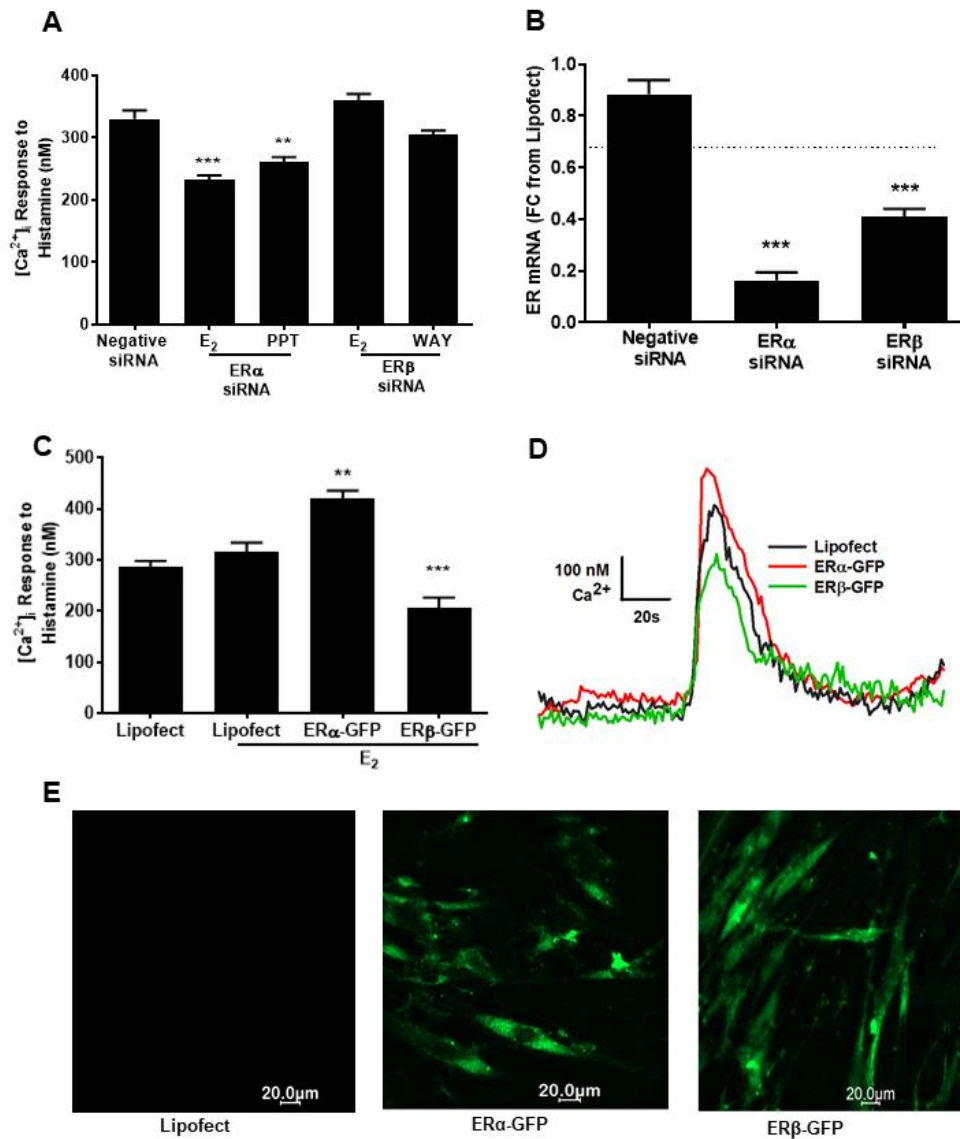 A
[Ca²⁺]ᵢ Response to
Histamine (nM)
400
300
200
100
0
***
**
Negative
siRNA
E₂
PPT
E₂
WAY
ERα
siRNA
ERβ
siRNA
B
ER mRNA (FC from Lipofect)
1.0
0.8
0.6
0.4
0.2
0.0
***
***
Negative
siRNA
ERα
siRNA
ERβ
siRNA
C
[Ca²⁺]ᵢ Response to
Histamine (nM)
500
400
300
200
100
0
**
***
Lipofect
Lipofect
ERα-GFP
ERβ-GFP
E₂
D
100 nM
Ca²⁺
20s
Lipofect
ERα-GFP
ERβ-GFP
E
20.0μm
Lipofect
20.0μm
ERα-GFP
20.0μm
ERβ-GFP